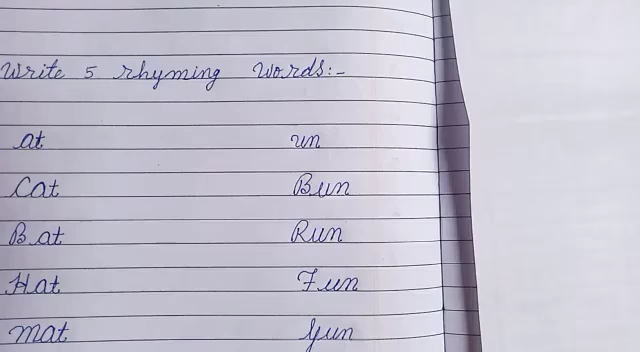 Write 5 rhyming words:-
at un
Cat Bun
Bat Run
Hat Fun
mat Gun